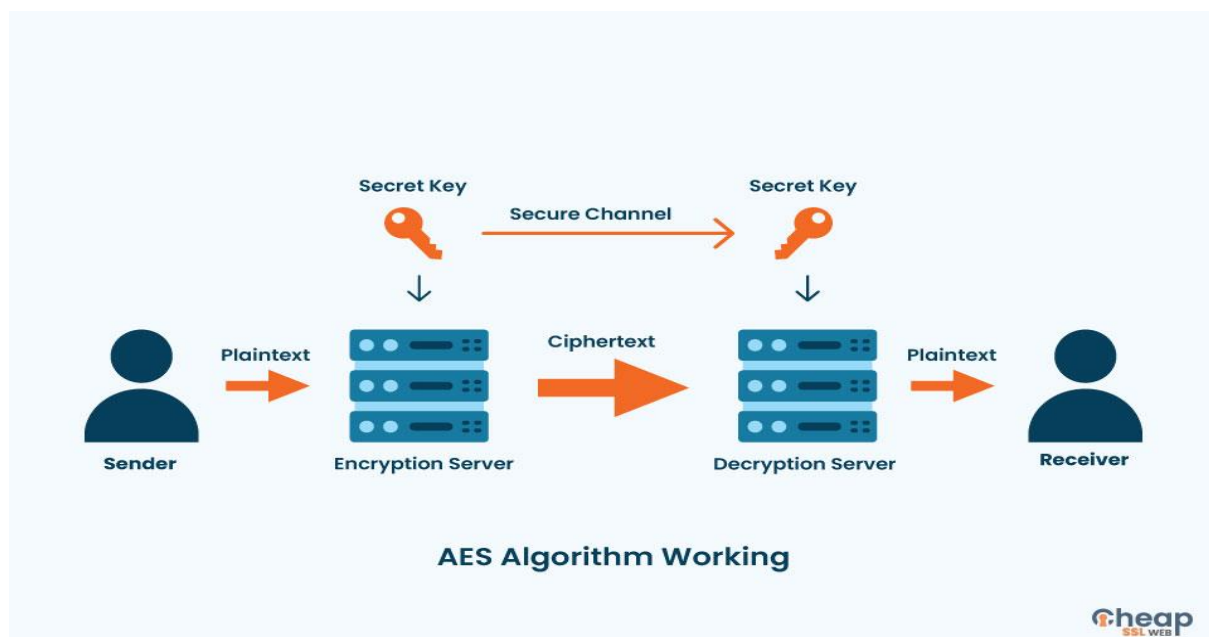 Secret Key
Secret Key
Secure Channel
Plaintext
Ciphertext
Plaintext
Sender
Encryption Server
Decryption Server
Receiver
AES Algorithm Working
Cheap
SSL WEB